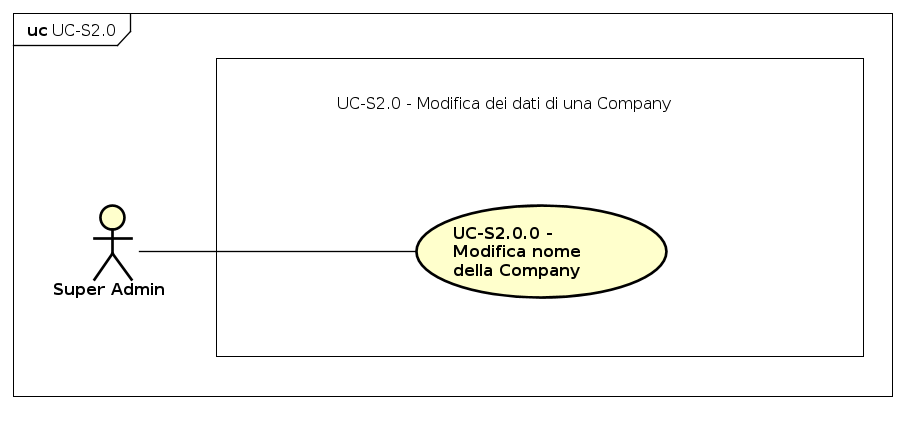 uc UC-S2.0
UC-S2.0 - Modifica dei dati di una Company
UC-S2.0.0 -
Modifica nome
della Company
Super Admin